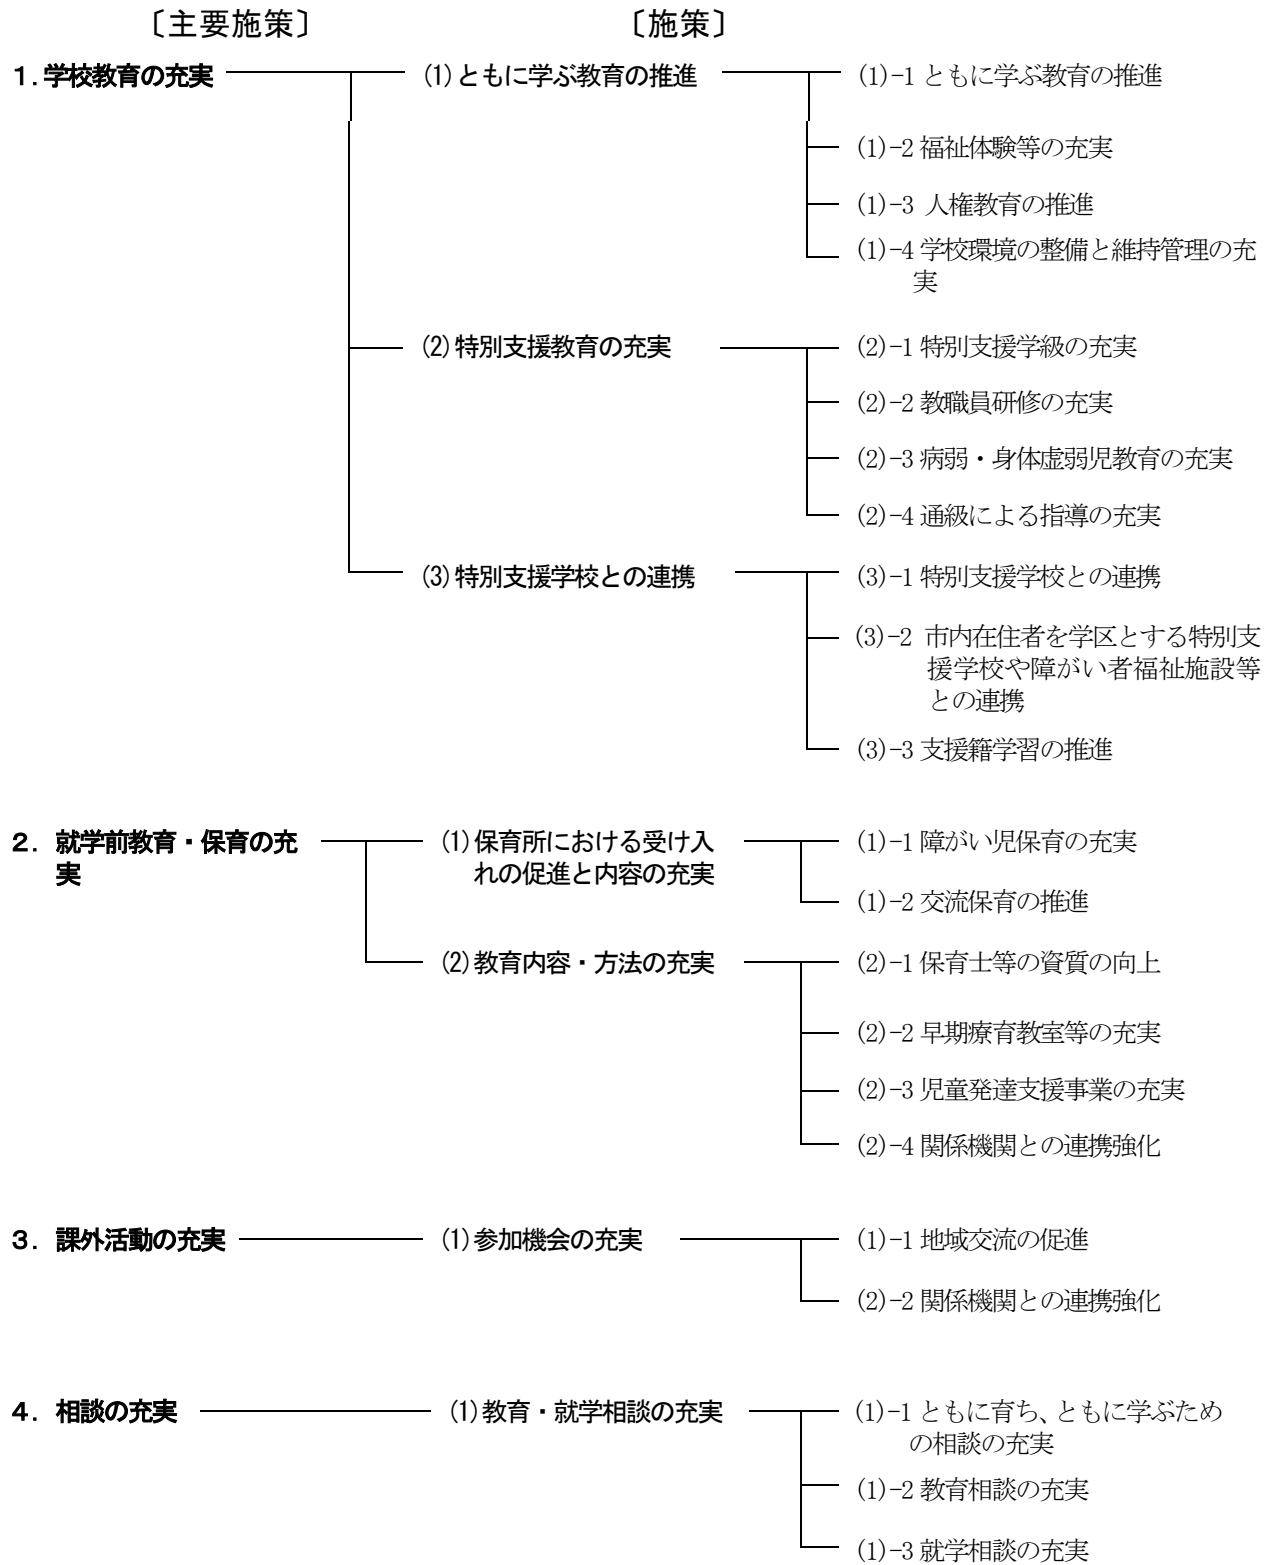 〔主要施策〕 〔施策〕
1. 学校教育の充実 (1) ともに学ぶ教育の推進 (1)-1 ともに学ぶ教育の推進
(1)-2 福祉体験等の充実
(1)-3 人権教育の推進
(1)-4 学校環境の整備と維持管理の充
実
(2) 特別支援教育の充実 (2)-1 特別支援学級の充実
(2)-2 教職員研修の充実
(2)-3 病弱・身体虚弱児教育の充実
(2)-4 通級による指導の充実
(3) 特別支援学校との連携 (3)-1 特別支援学校との連携
(3)-2 市内在住者を学区とする特別支
援学校や障がい者福祉施設等
との連携
(3)-3 支援籍学習の推進
2. 就学前教育・保育の充 (1) 保育所における受け入 (1)-1 障がい児保育の充実
実 れの促進と内容の充実
(1)-2 交流保育の推進
(2) 教育内容・方法の充実 (2)-1 保育士等の資質の向上
(2)-2 早期療育教室等の充実
(2)-3 児童発達支援事業の充実
(2)-4 関係機関との連携強化
3. 課外活動の充実 (1) 参加機会の充実 (1)-1 地域交流の促進
(2)-2 関係機関との連携強化
4. 相談の充実 (1) 教育・就学相談の充実 (1)-1 ともに育ち、ともに学ぶため
の相談の充実
(1)-2 教育相談の充実
(1)-3 就学相談の充実